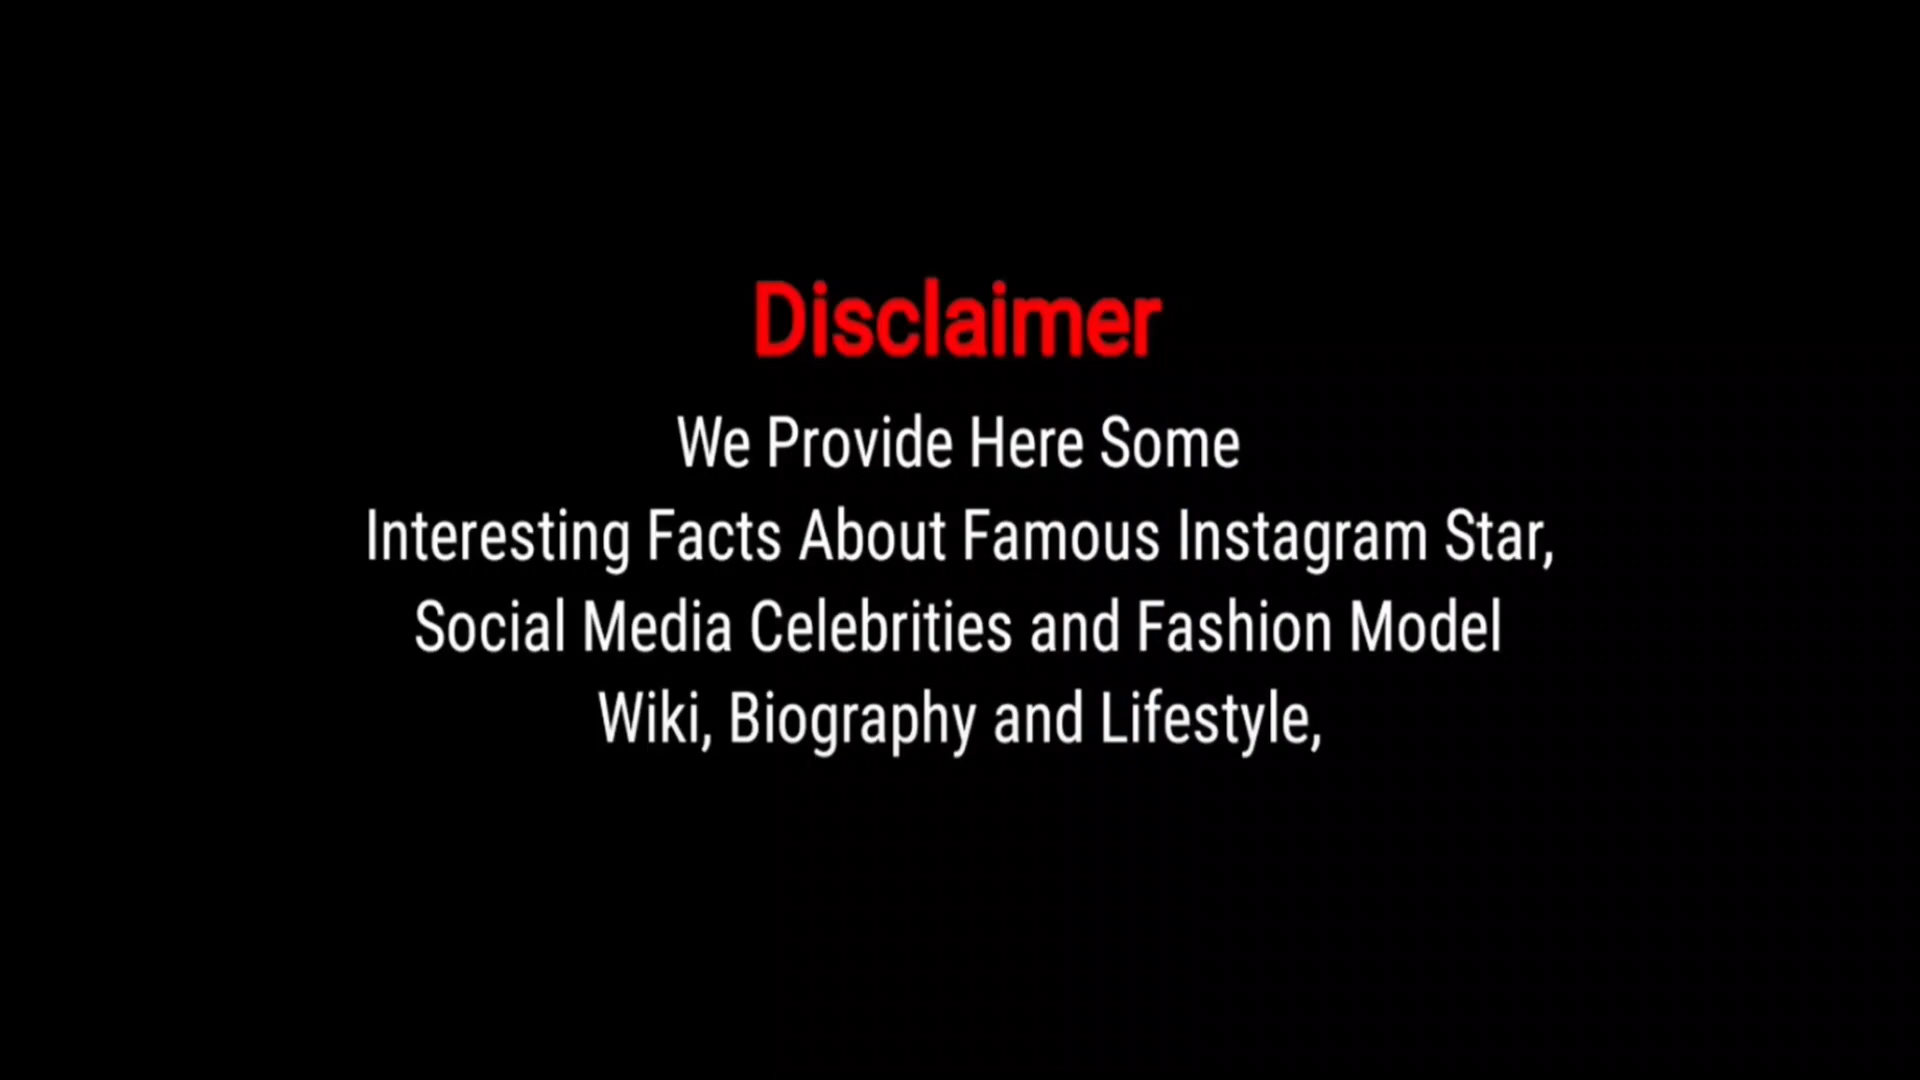 Disclaimer
We Provide Here Some
Interesting Facts About Famous Instagram Star,
Social Media Celebrities and Fashion Model
Wiki, Biography and Lifestyle,